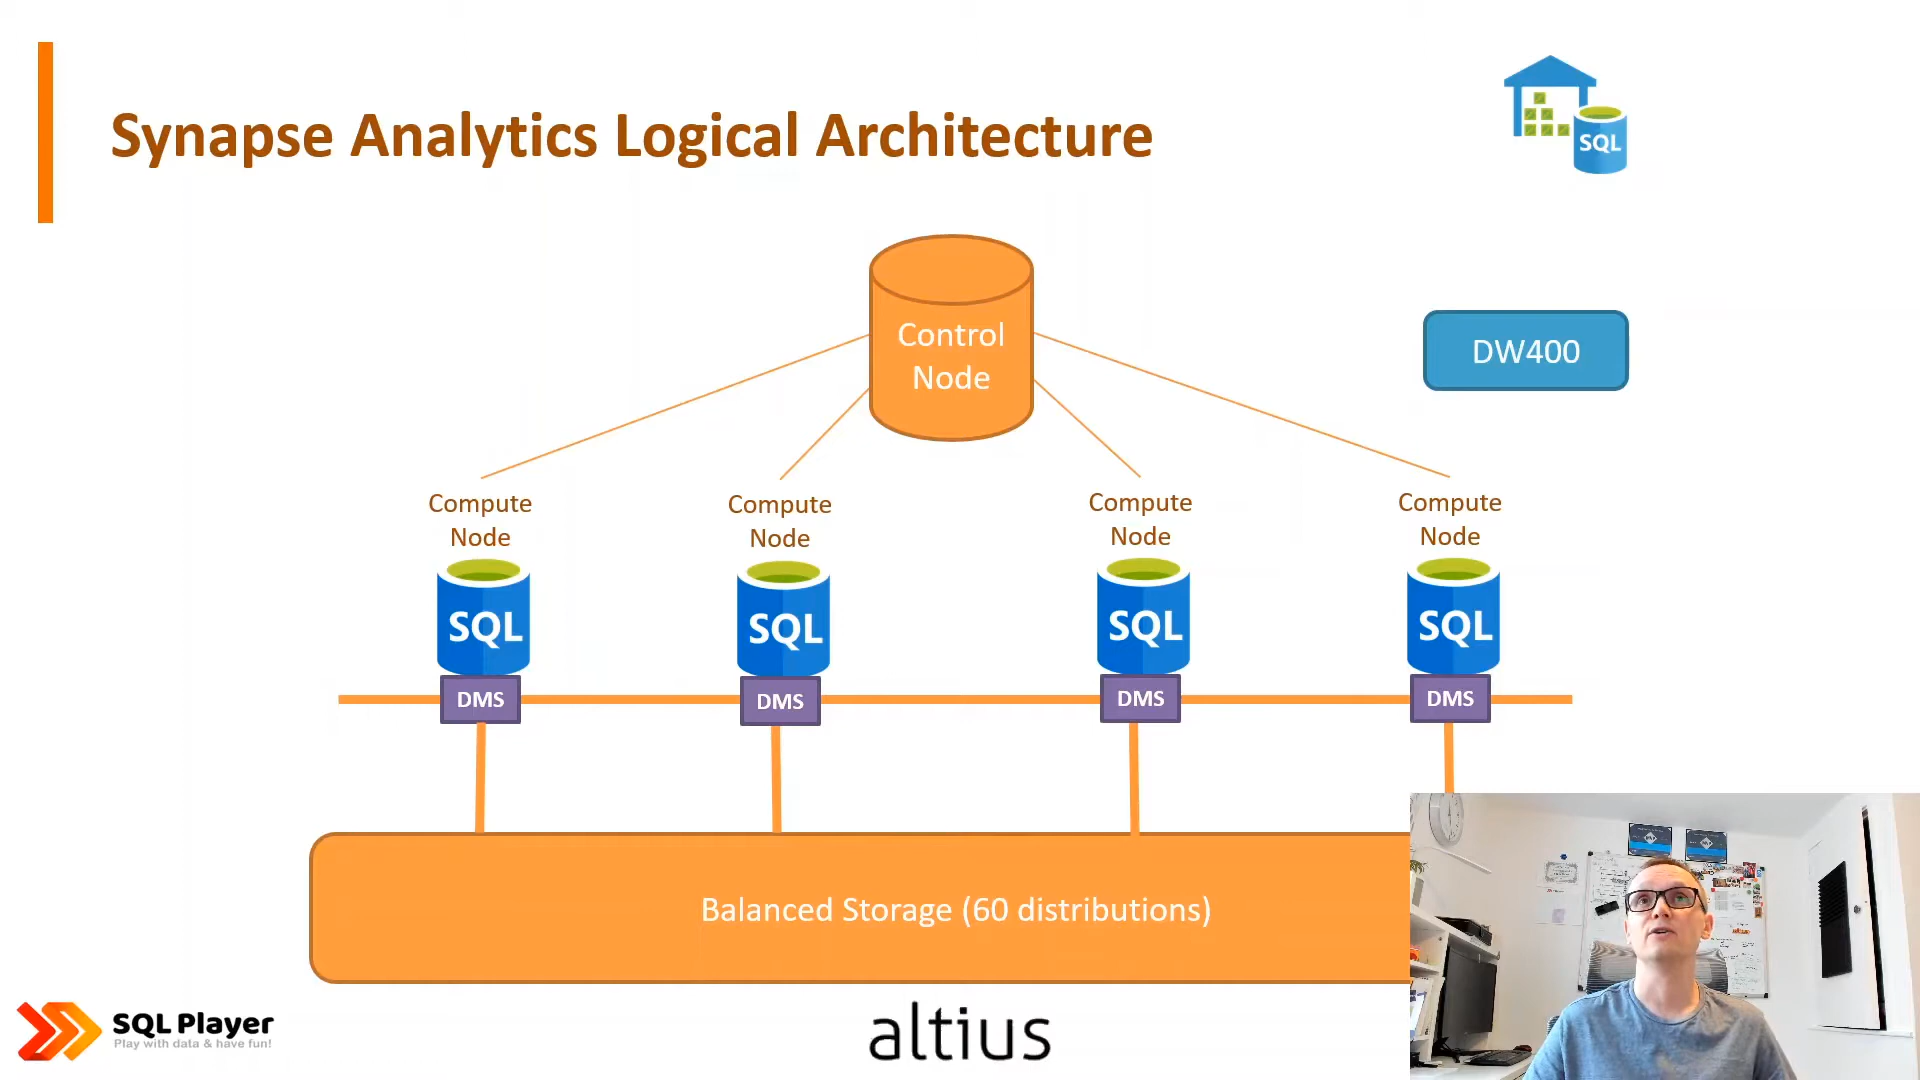 Synapse Analytics Logical Architecture
SQL
Control
Node
DW400
Compute
Node
Compute
Node
Compute
Node
Compute
Node
SQL
SQL
SQL
SQL
DMS
DMS
DMS
DMS
Balanced Storage (60 distributions)
SQL Player
Play with data & have fun!
altius